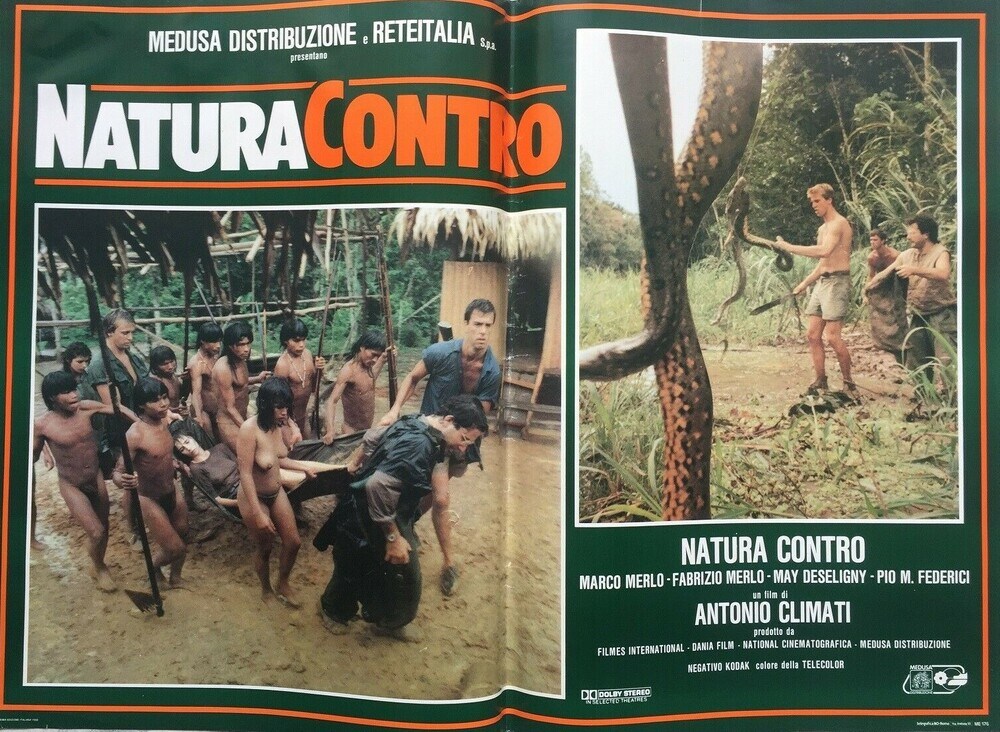 MEDUSA DISTRIBUZIONE e RETEITALIA S.p.a.
presentano
NATURACONTRO
NATURA CONTRO
MARCO MERLO - FABRIZIO MERLO - MAY DESELIGNY - PIO M. FEDERICI
un film di
ANTONIO CLIMATI
prodotto da
FILMES INTERNATIONAL - DANIA FILM - NATIONAL CINEMATOGRAFICA - MEDUSA DISTRIBUZIONE
NEGATIVO KODAK colore della TELECOLOR
DOLBY STEREO
IN SELECTED THEATRES
MEDUSA
DISTRIBUZIONE